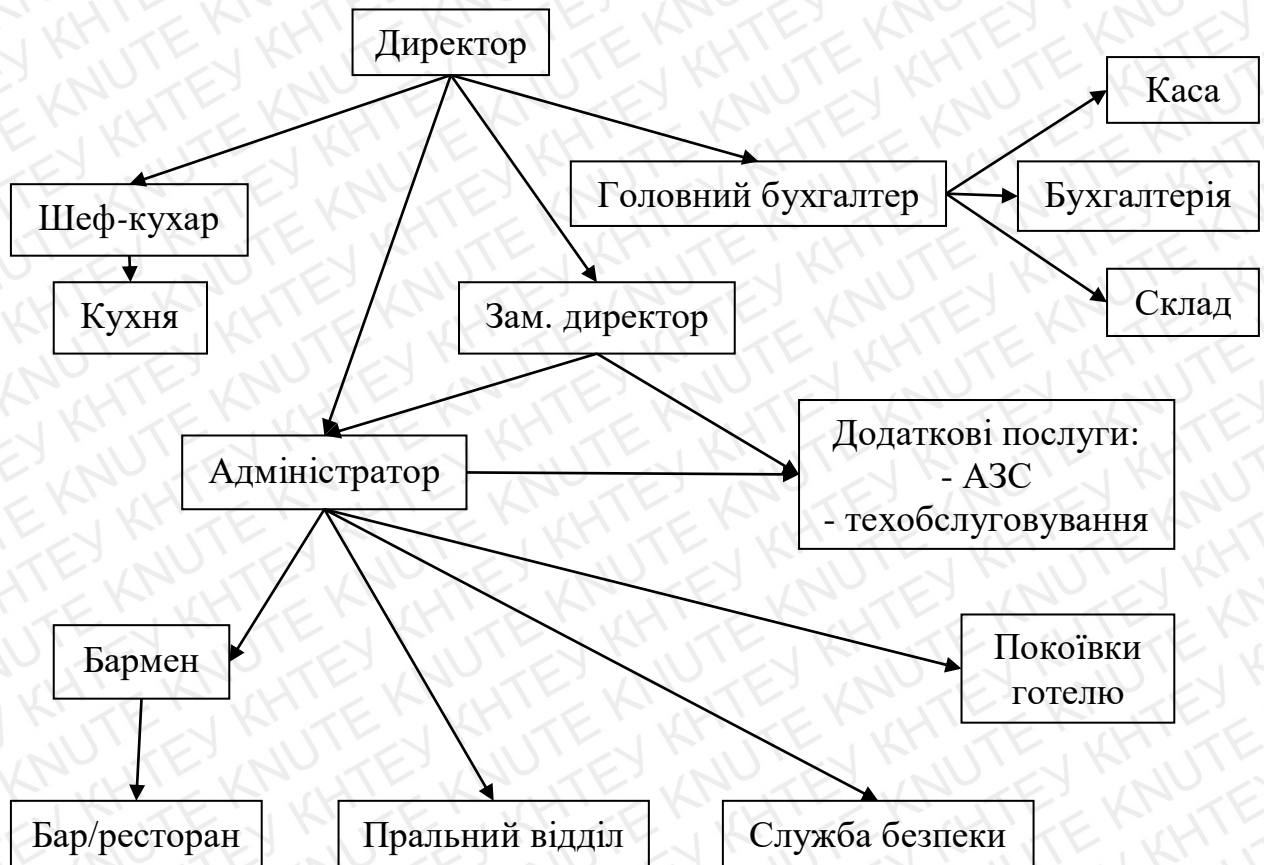 Директор
Каса
Головний бухгалтер
Бухгалтерія
Шеф-кухар
Кухня
Зам. директор
Склад
Додаткові послуги:
- АЗС
- техобслуговування
Адміністратор
Бармен
Покоївки
готелю
Бар/ресторан
Пральний відділ
Служба безпеки